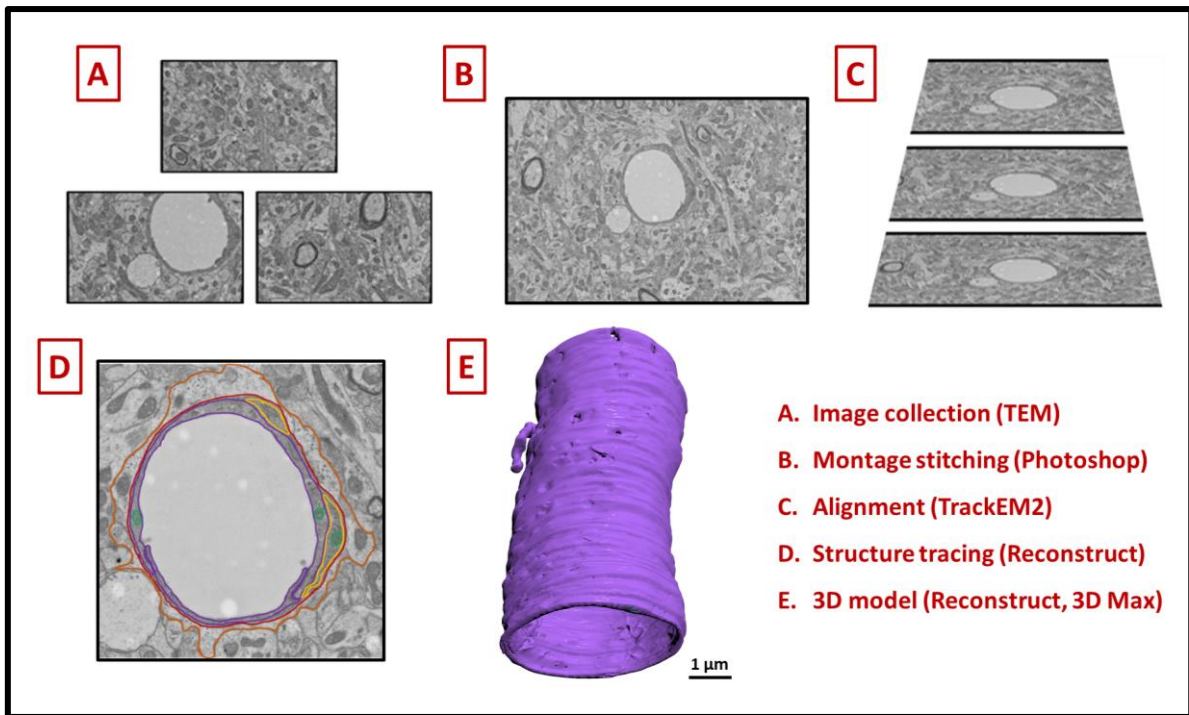 A
B
C
D
E
1 μm
A. Image collection (TEM)
B. Montage stitching (Photoshop)
C. Alignment (TrackEM2)
D. Structure tracing (Reconstruct)
E. 3D model (Reconstruct, 3D Max)